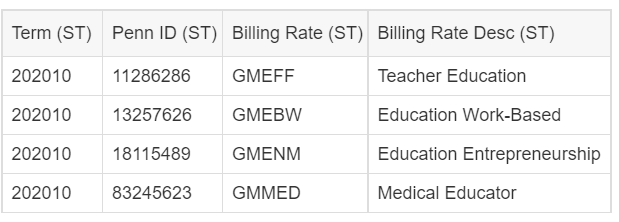 Term (ST) Penn ID (ST) Billing Rate (ST) Billing Rate Desc (ST)
202010 11286286 GMEFF Teacher Education
202010 13257626 GMEBW Education Work-Based
202010 18115489 GMENM Education Entrepreneurship
202010 83245623 GMMED Medical Educator